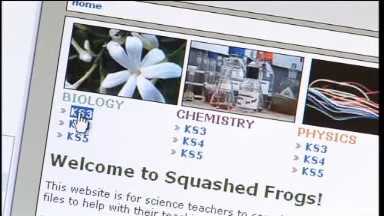 Home
BIOLOGY
CHEMISTRY
PHYSICS
» KS3
» KS5
» KS3
» KS4
» KS5
» KS3
» KS4
» KS5
Welcome to Squashed Frogs!
This website is for science teachers to
files to help with their